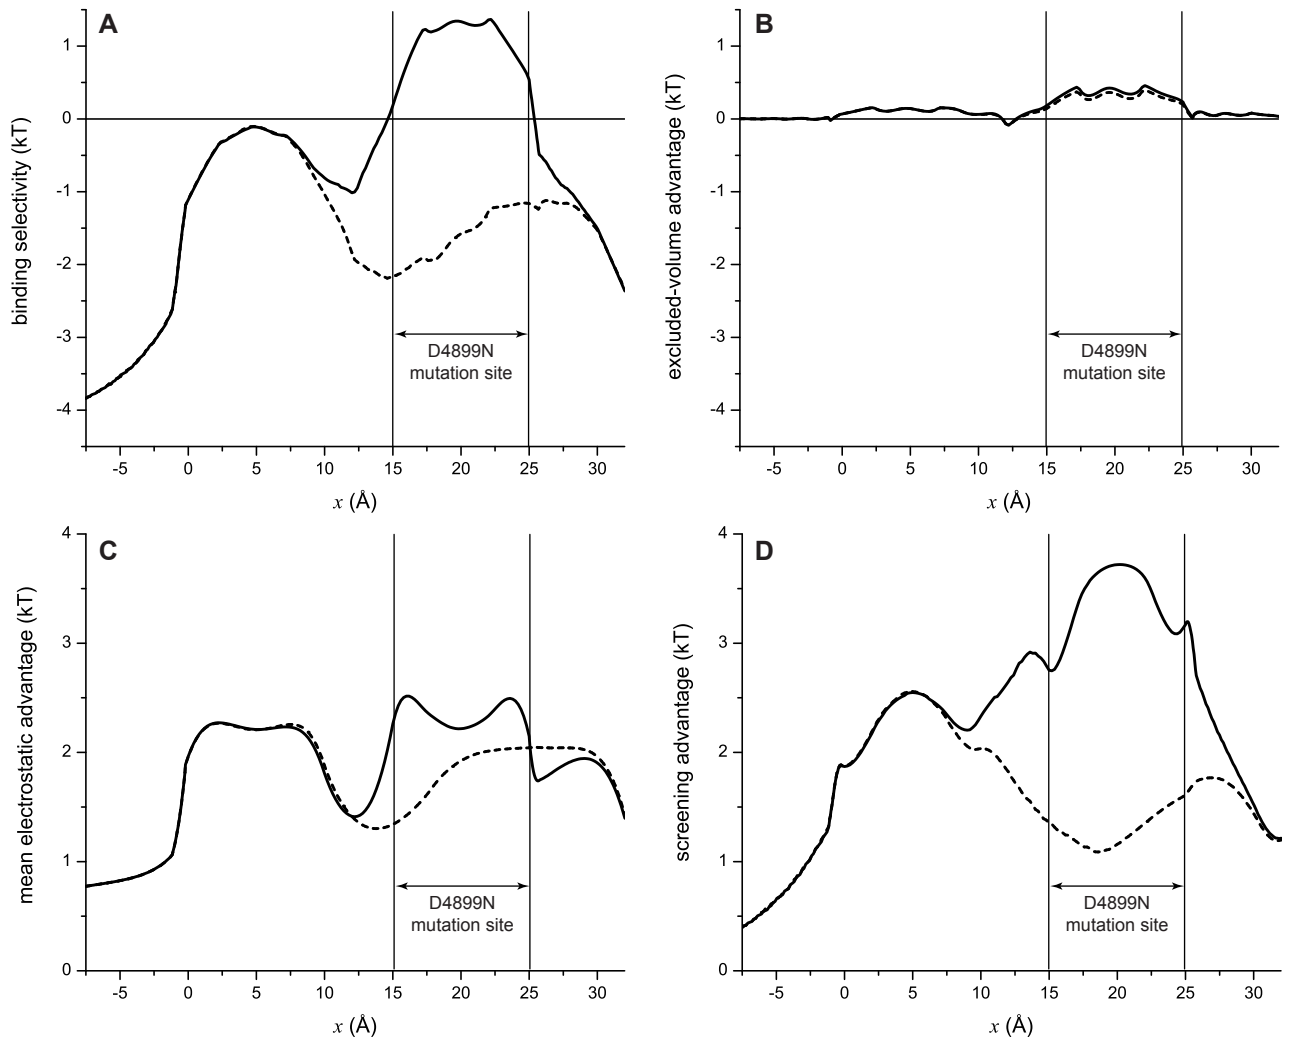 A
binding selectivity (kT)
1
0
-1
-2
-3
-4
D4899N
mutation site
-5 0 5 10 15 20 25 30
x (Å)
B
excluded-volume advantage (kT)
1
0
-1
-2
-3
-4
D4899N
mutation site
-5 0 5 10 15 20 25 30
x (Å)
C
mean electrostatic advantage (kT)
4
3
2
1
0
D4899N
mutation site
-5 0 5 10 15 20 25 30
x (Å)
D
screening advantage (kT)
4
3
2
1
0
D4899N
mutation site
-5 0 5 10 15 20 25 30
x (Å)